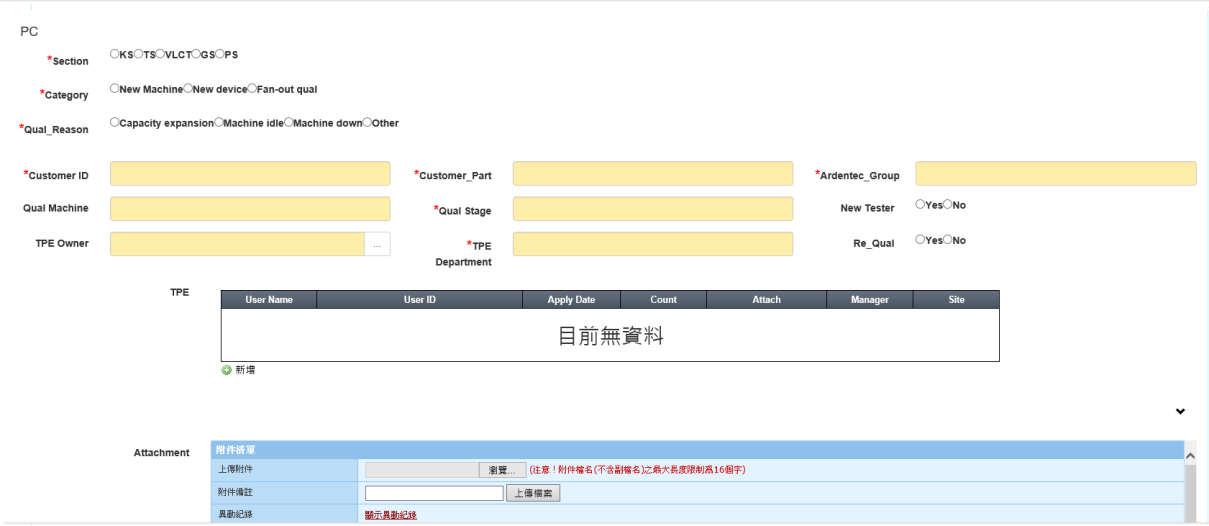 PC
*Section KS TS VLCT GS PS
*Category New Machine New device Fan-out qual
*Qual_Reason Capacity expansion Machine idle Machine down Other
*Customer ID *Customer_Part *Ardentec_Group
Qual Machine *Qual Stage New Tester Yes No
TPE Owner ... *TPE Department Re_Qual Yes No
TPE
User Name User ID Apply Date Count Attach Manager Site
目前無資料
新增
Attachment 附件清單
上傳附件 瀏覽... (注意！附件檔名(不含副檔名)之最大長度限制為16個字)
附件備註 上傳檔案
異動紀錄 顯示異動紀錄